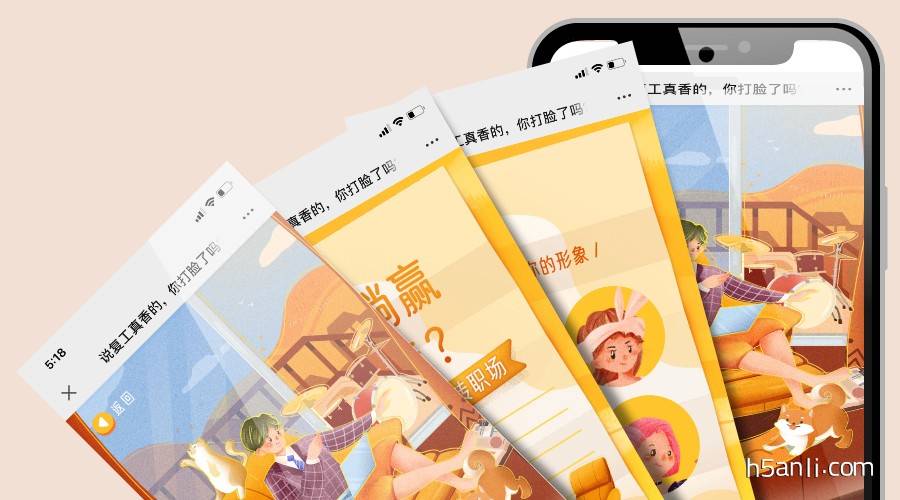 5:18
说复工真香的，你打脸了吗
返回
真香的，你打脸了吗
躺赢
？
职场
工真香的，你打脸了吗
你的形象 /
工真香的，你打脸了吗
h5anli.com